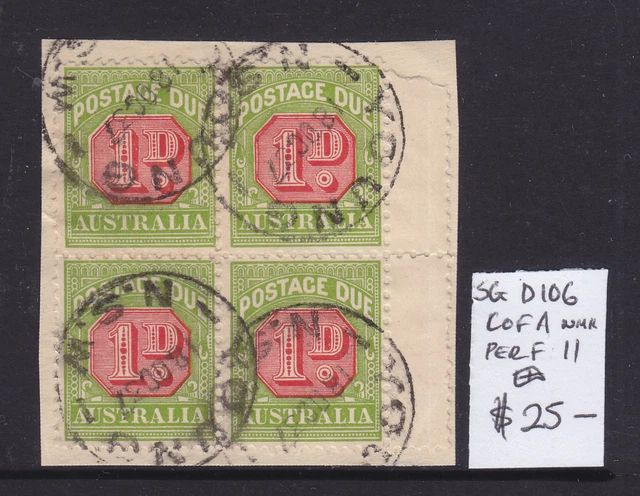 POSTAGE DUE
1D.
AUSTRALIA
POSTAGE DUE
1D.
AUSTRALIA
POSTAGE DUE
1D.
AUSTRALIA
POSTAGE DUE
1D.
AUSTRALIA
N.S.W.
SG D106
C OF A WMK
PERF 11
$25—